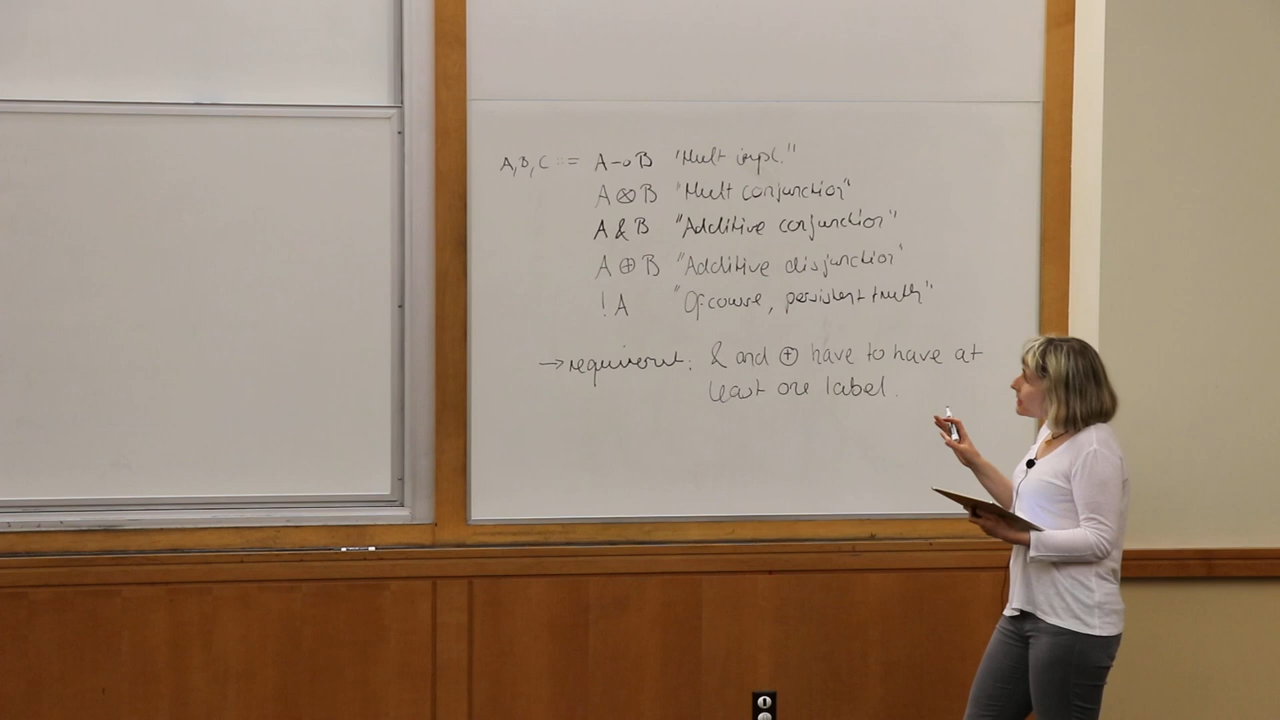 A,B,C ::= A⊸B "Mult impl."
A⊗B "Mult conjunction"
A & B "Additive conjunction"
A⊕B "Additive disjunction"
!A "Of course, persistent truth"
→ requirement: & and ⊕ have to have at
least one label.